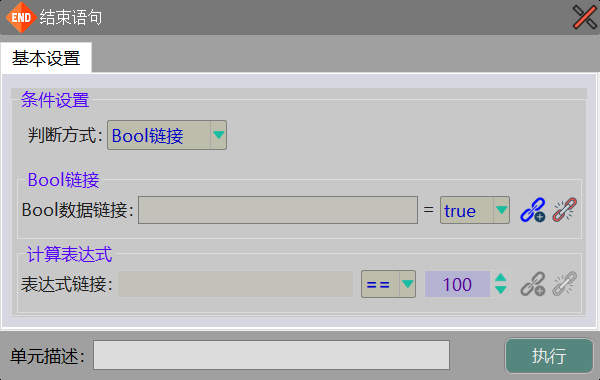 END 结束语句
基本设置
条件设置
判断方式: Bool链接
Bool链接
Bool数据链接: = true
计算表达式
表达式链接: == 100
单元描述: 执行